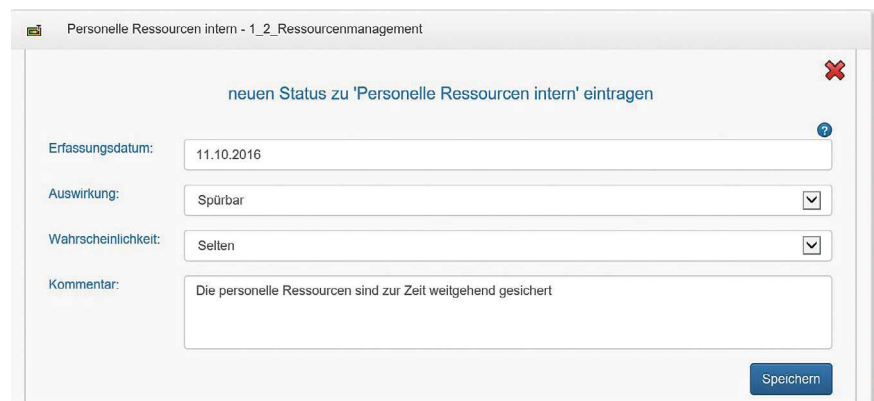 Personelle Ressourcen intern - 1_2_Ressourcenmanagement
neuen Status zu 'Personelle Ressourcen intern' eintragen
?
Erfassungsdatum:
11.10.2016
Auswirkung:
Spürbar
Wahrscheinlichkeit:
Selten
Kommentar:
Die personelle Ressourcen sind zur Zeit weitgehend gesichert
Speichern